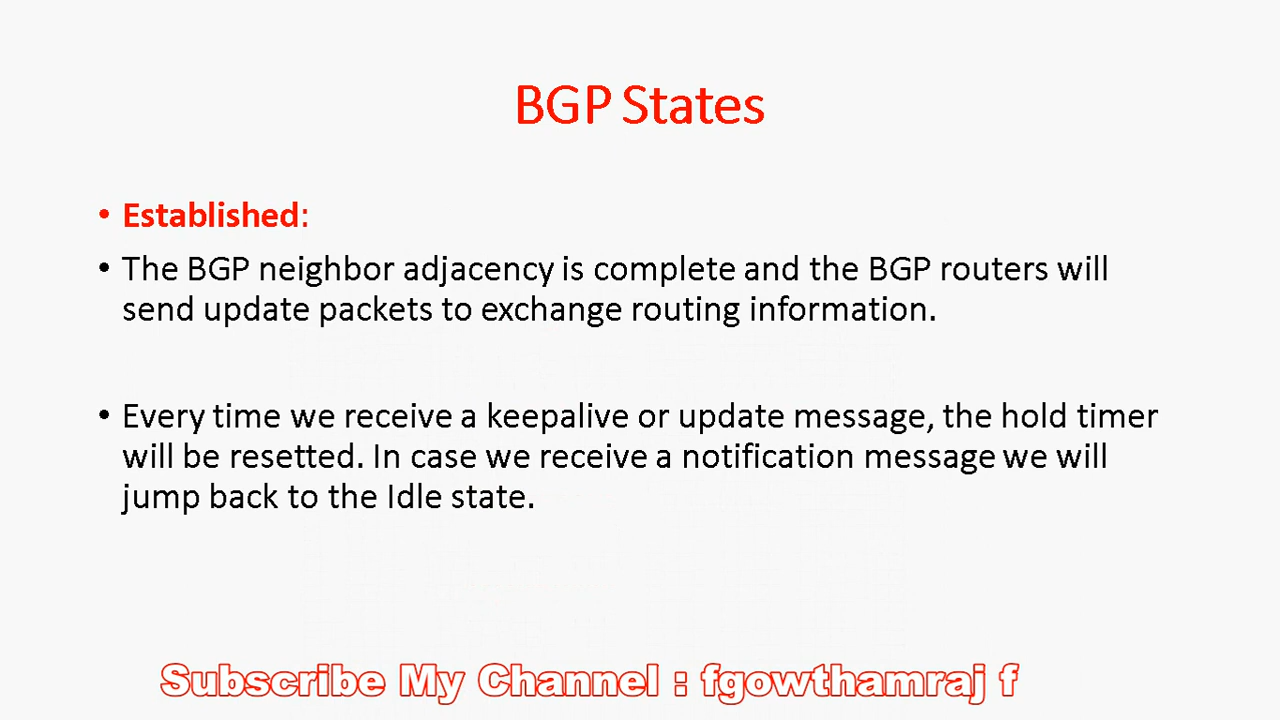 BGP States
• Established:
• The BGP neighbor adjacency is complete and the BGP routers will
send update packets to exchange routing information.
• Every time we receive a keepalive or update message, the hold timer
will be resetted. In case we receive a notification message we will
jump back to the Idle state.
Subscribe My Channel : fgowthamraj f